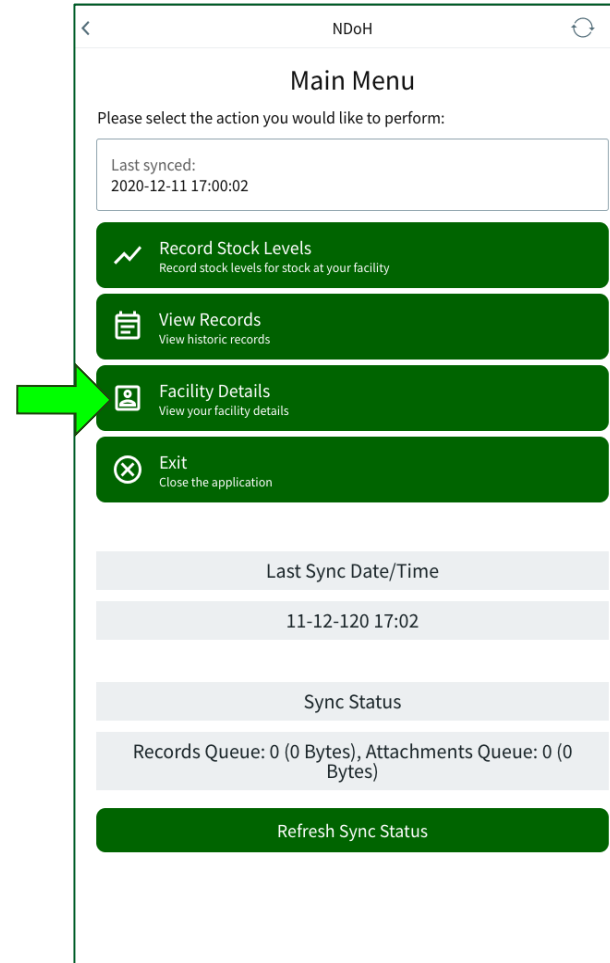 NDoH
Main Menu
Please select the action you would like to perform:
Last synced:
2020-12-11 17:00:02
Record Stock Levels
Record stock levels for stock at your facility
View Records
View historic records
Facility Details
View your facility details
Exit
Close the application
Last Sync Date/Time
11-12-120 17:02
Sync Status
Records Queue: 0 (0 Bytes), Attachments Queue: 0 (0
Bytes)
Refresh Sync Status